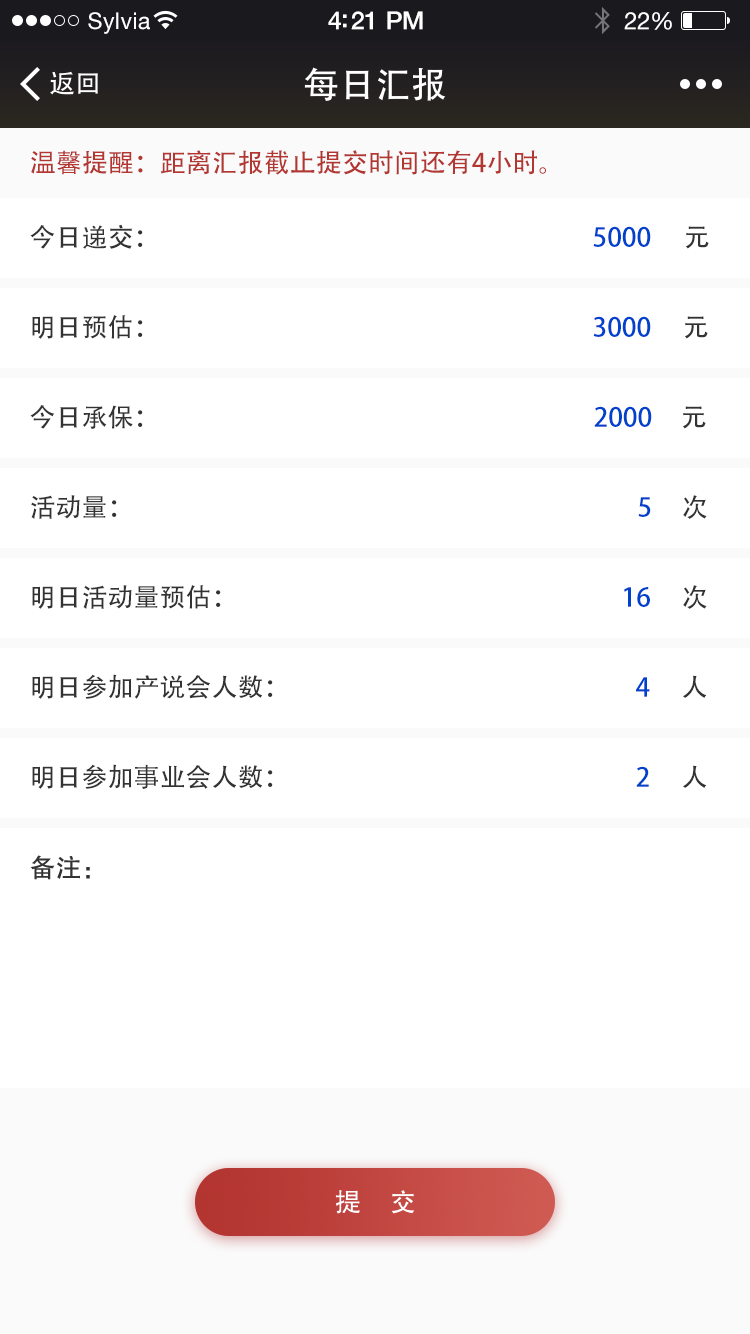 Sylvia 4:21 PM 22%
返回 每日汇报
温馨提醒：距离汇报截止提交时间还有4小时。
今日递交： 5000 元
明日预估： 3000 元
今日承保： 2000 元
活动量： 5 次
明日活动量预估： 16 次
明日参加产说会人数： 4 人
明日参加事业会人数： 2 人
备注：
提 交